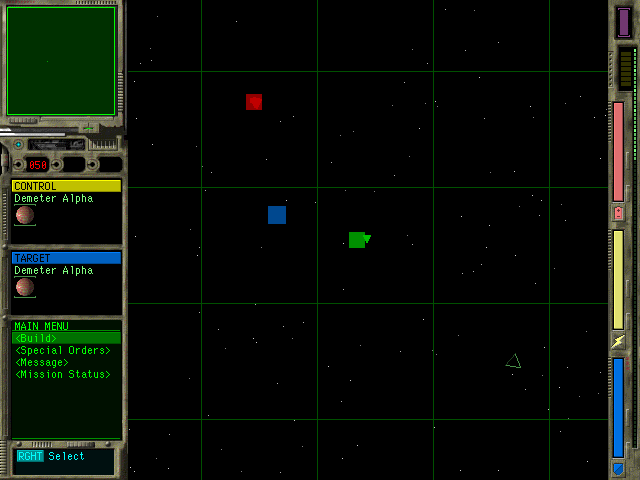 050
CONTROL
Demeter Alpha
TARGET
Demeter Alpha
MAIN MENU
<Build>
<Special Orders>
<Message>
<Mission Status>
RGHT Select